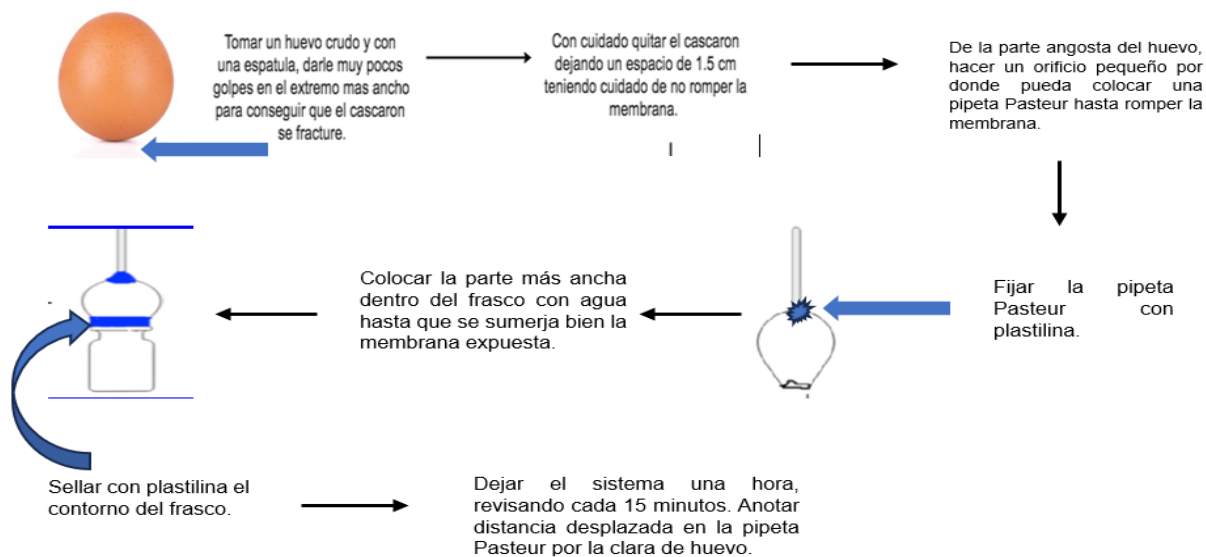 Tomar un huevo crudo y con
una espatula, darle muy pocos
golpes en el extremo mas ancho
para conseguir que el cascaron
se fracture.
Con cuidado quitar el cascaron
dejando un espacio de 1.5 cm
teniendo cuidado de no romper la
membrana.
De la parte angosta del huevo,
hacer un orificio pequeño por
donde pueda colocar una
pipeta Pasteur hasta romper la
membrana.
Fijar la pipeta
Pasteur con
plastilina.
Colocar la parte más ancha
dentro del frasco con agua
hasta que se sumerja bien la
membrana expuesta.
Sellar con plastilina el
contorno del frasco.
Dejar el sistema una hora,
revisando cada 15 minutos. Anotar
distancia desplazada en la pipeta
Pasteur por la clara de huevo.